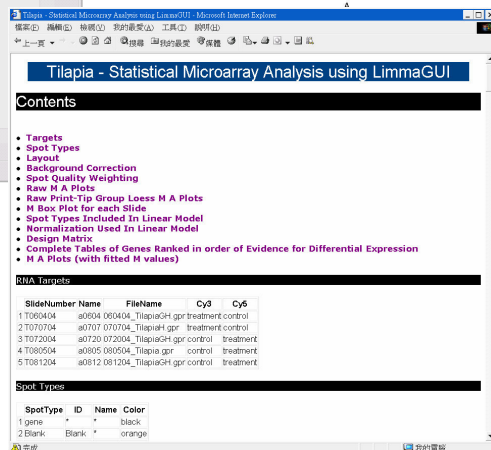 Tilapia - Statistical Microarray Analysis using LimmaGUI - Microsoft Internet Explorer
檔案(F) 編輯(E) 檢視(V) 我的最愛(A) 工具(T) 說明(H)
上一頁 搜尋 我的最愛 媒體
Tilapia - Statistical Microarray Analysis using LimmaGUI
Contents
Targets
Spot Types
Layout
Background Correction
Spot Quality Weighting
Raw M A Plots
Raw Print-Tip Group Loess M A Plots
M Box Plot for each Slide
Spot Types Included In Linear Model
Normalization Used In Linear Model
Design Matrix
Complete Tables of Genes Ranked in order of Evidence for Differential Expression
M A Plots (with fitted M values)
RNA Targets
SlideNumber Name FileName Cy3 Cy5
1 T060404 a0604 060404_TilapiaGH.gpr treatment control
2 T070704 a0707 070704_TilapiaH.gpr treatment control
3 T072004 a0720 072004_TilapiaGH.gpr control treatment
4 T080504 a0805 080504_Tilapia.gpr control treatment
5 T081204 a0812 081204_TilapiaGH.gpr control treatment
Spot Types
SpotType ID Name Color
1 gene * * black
2 Blank Blank * orange
完成 我的電腦